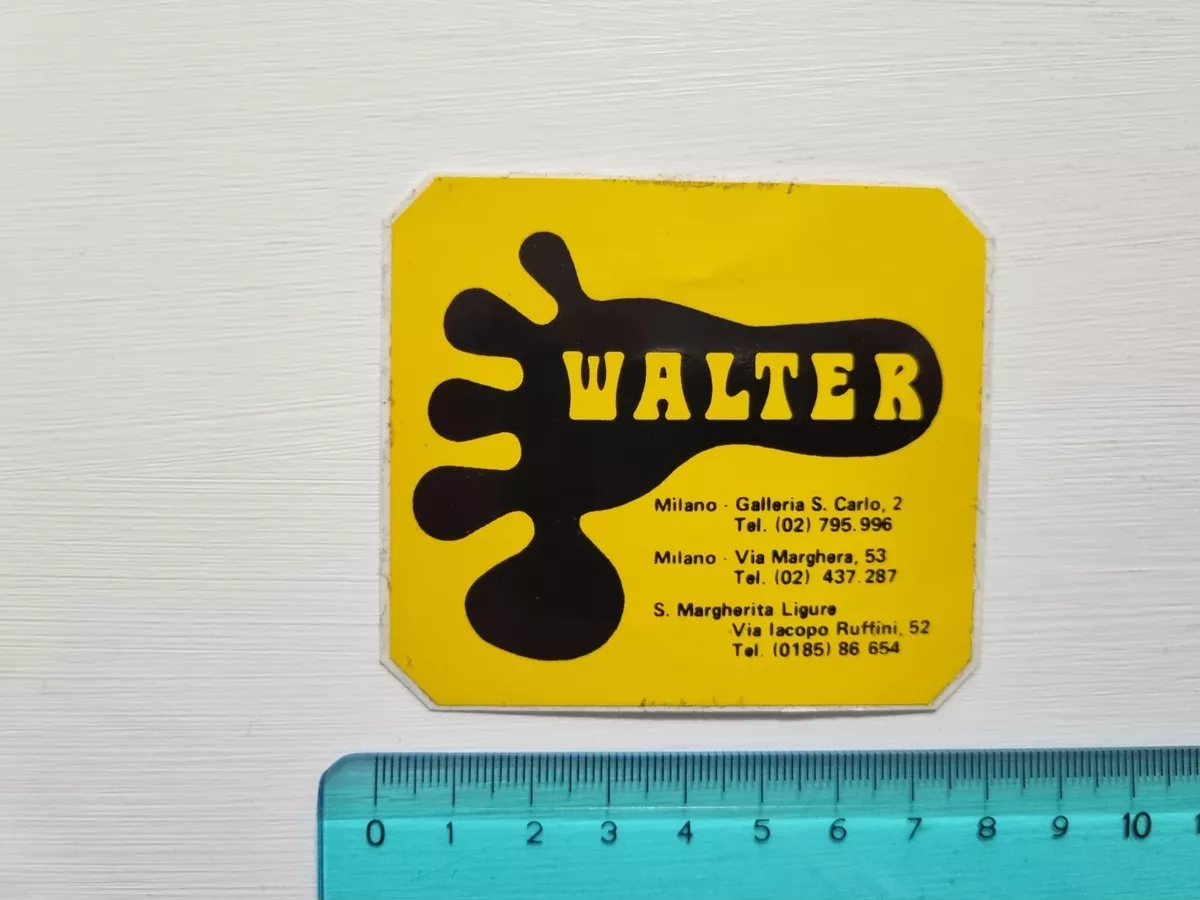 WALTER
Milano - Galleria S. Carlo, 2
Tel. (02) 795.996
Milano - Via Marghera, 53
Tel. (02) 437.287
S. Margherita Ligure
Via Iacopo Ruffini, 52
Tel. (0185) 86 654
0 1 2 3 4 5 6 7 8 9 10